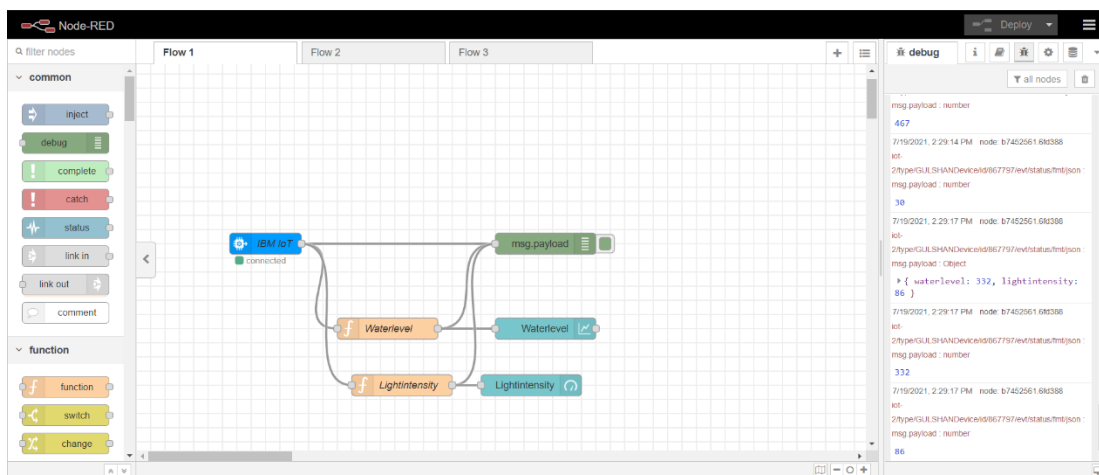 Node-RED
Deploy
filter nodes
Flow 1
Flow 2
Flow 3
debug
i
common
inject
debug
complete
catch
status
link in
link out
comment
function
function
switch
change
IBM IoT
connected
msg.payload
Waterlevel
Waterlevel
Lightintensity
Lightintensity
all nodes
msg.payload : number
467
7/19/2021, 2:29:14 PM node: b7452561.6fd388
iot-
2/type/GULSHANDevice/id/867797/evt/status/fmt/json :
msg.payload : number
30
7/19/2021, 2:29:17 PM node: b7452561.6fd388
iot-
2/type/GULSHANDevice/id/867797/evt/status/fmt/json :
msg.payload : Object
{ waterlevel: 332, lightintensity:
86 }
7/19/2021, 2:29:17 PM node: b7452561.6fd388
iot-
2/type/GULSHANDevice/id/867797/evt/status/fmt/json :
msg.payload : number
332
7/19/2021, 2:29:17 PM node: b7452561.6fd388
iot-
2/type/GULSHANDevice/id/867797/evt/status/fmt/json :
msg.payload : number
86